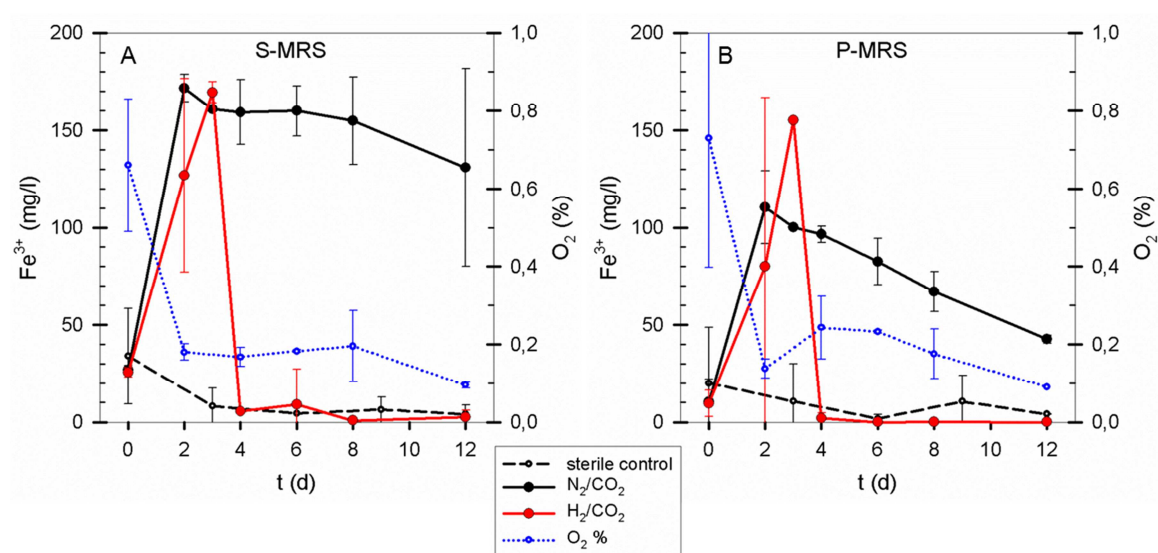 A
S-MRS
200
150
100
50
0
Fe³⁺ (mg/l)
1,0
0,8
0,6
0,4
0,2
0,0
O₂ (%)
0 2 4 6 8 10 12
t (d)
B
P-MRS
200
150
100
50
0
Fe³⁺ (mg/l)
1,0
0,8
0,6
0,4
0,2
0,0
O₂ (%)
0 2 4 6 8 10 12
t (d)
sterile control
N₂/CO₂
H₂/CO₂
O₂ %